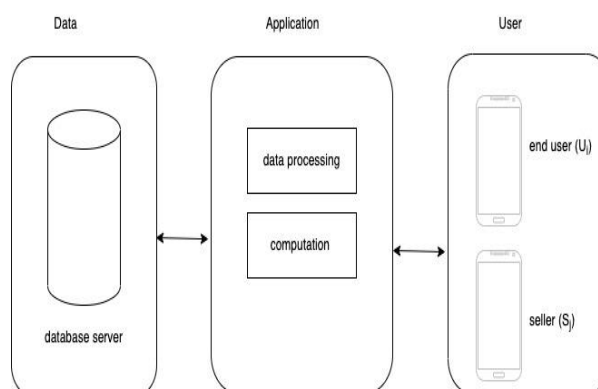 Data
Application
User
data processing
computation
database server
end user (Ui)
seller (Sj)